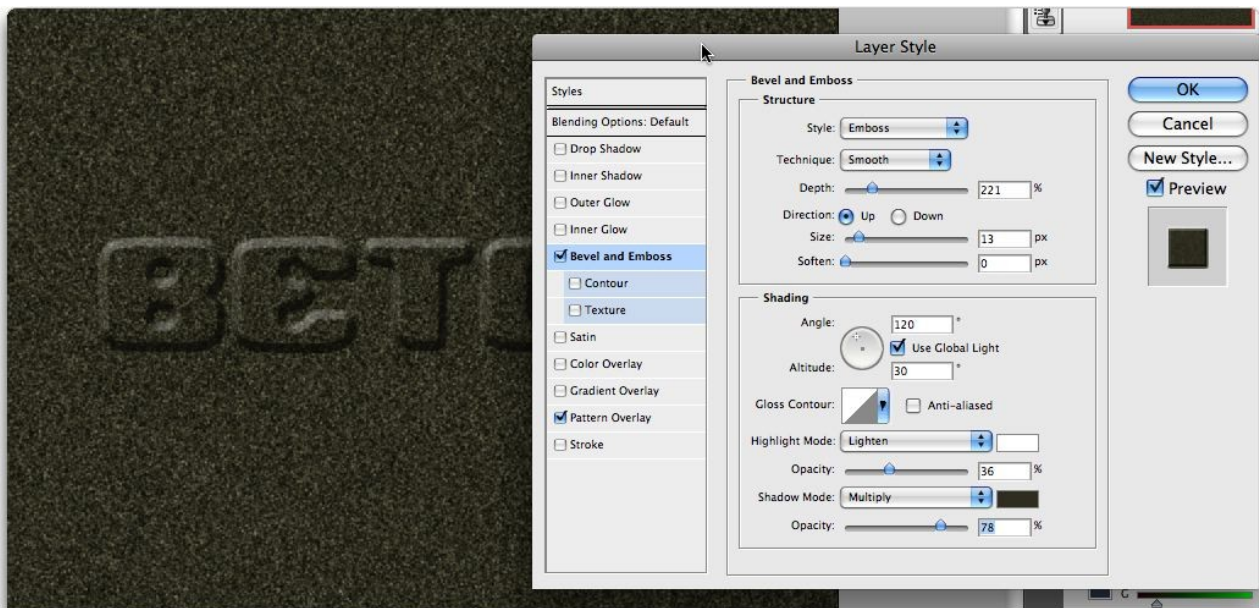 Layer Style
Styles
Blending Options: Default
Drop Shadow
Inner Shadow
Outer Glow
Inner Glow
Bevel and Emboss
Contour
Texture
Satin
Color Overlay
Gradient Overlay
Pattern Overlay
Stroke
Bevel and Emboss
Structure
Style: Emboss
Technique: Smooth
Depth: 221 %
Direction: Up Down
Size: 13 px
Soften: 0 px
Shading
Angle: 120 °
Use Global Light
Altitude: 30 °
Gloss Contour: Anti-aliased
Highlight Mode: Lighten
Opacity: 36 %
Shadow Mode: Multiply
Opacity: 78 %
OK
Cancel
New Style...
Preview
BET
G